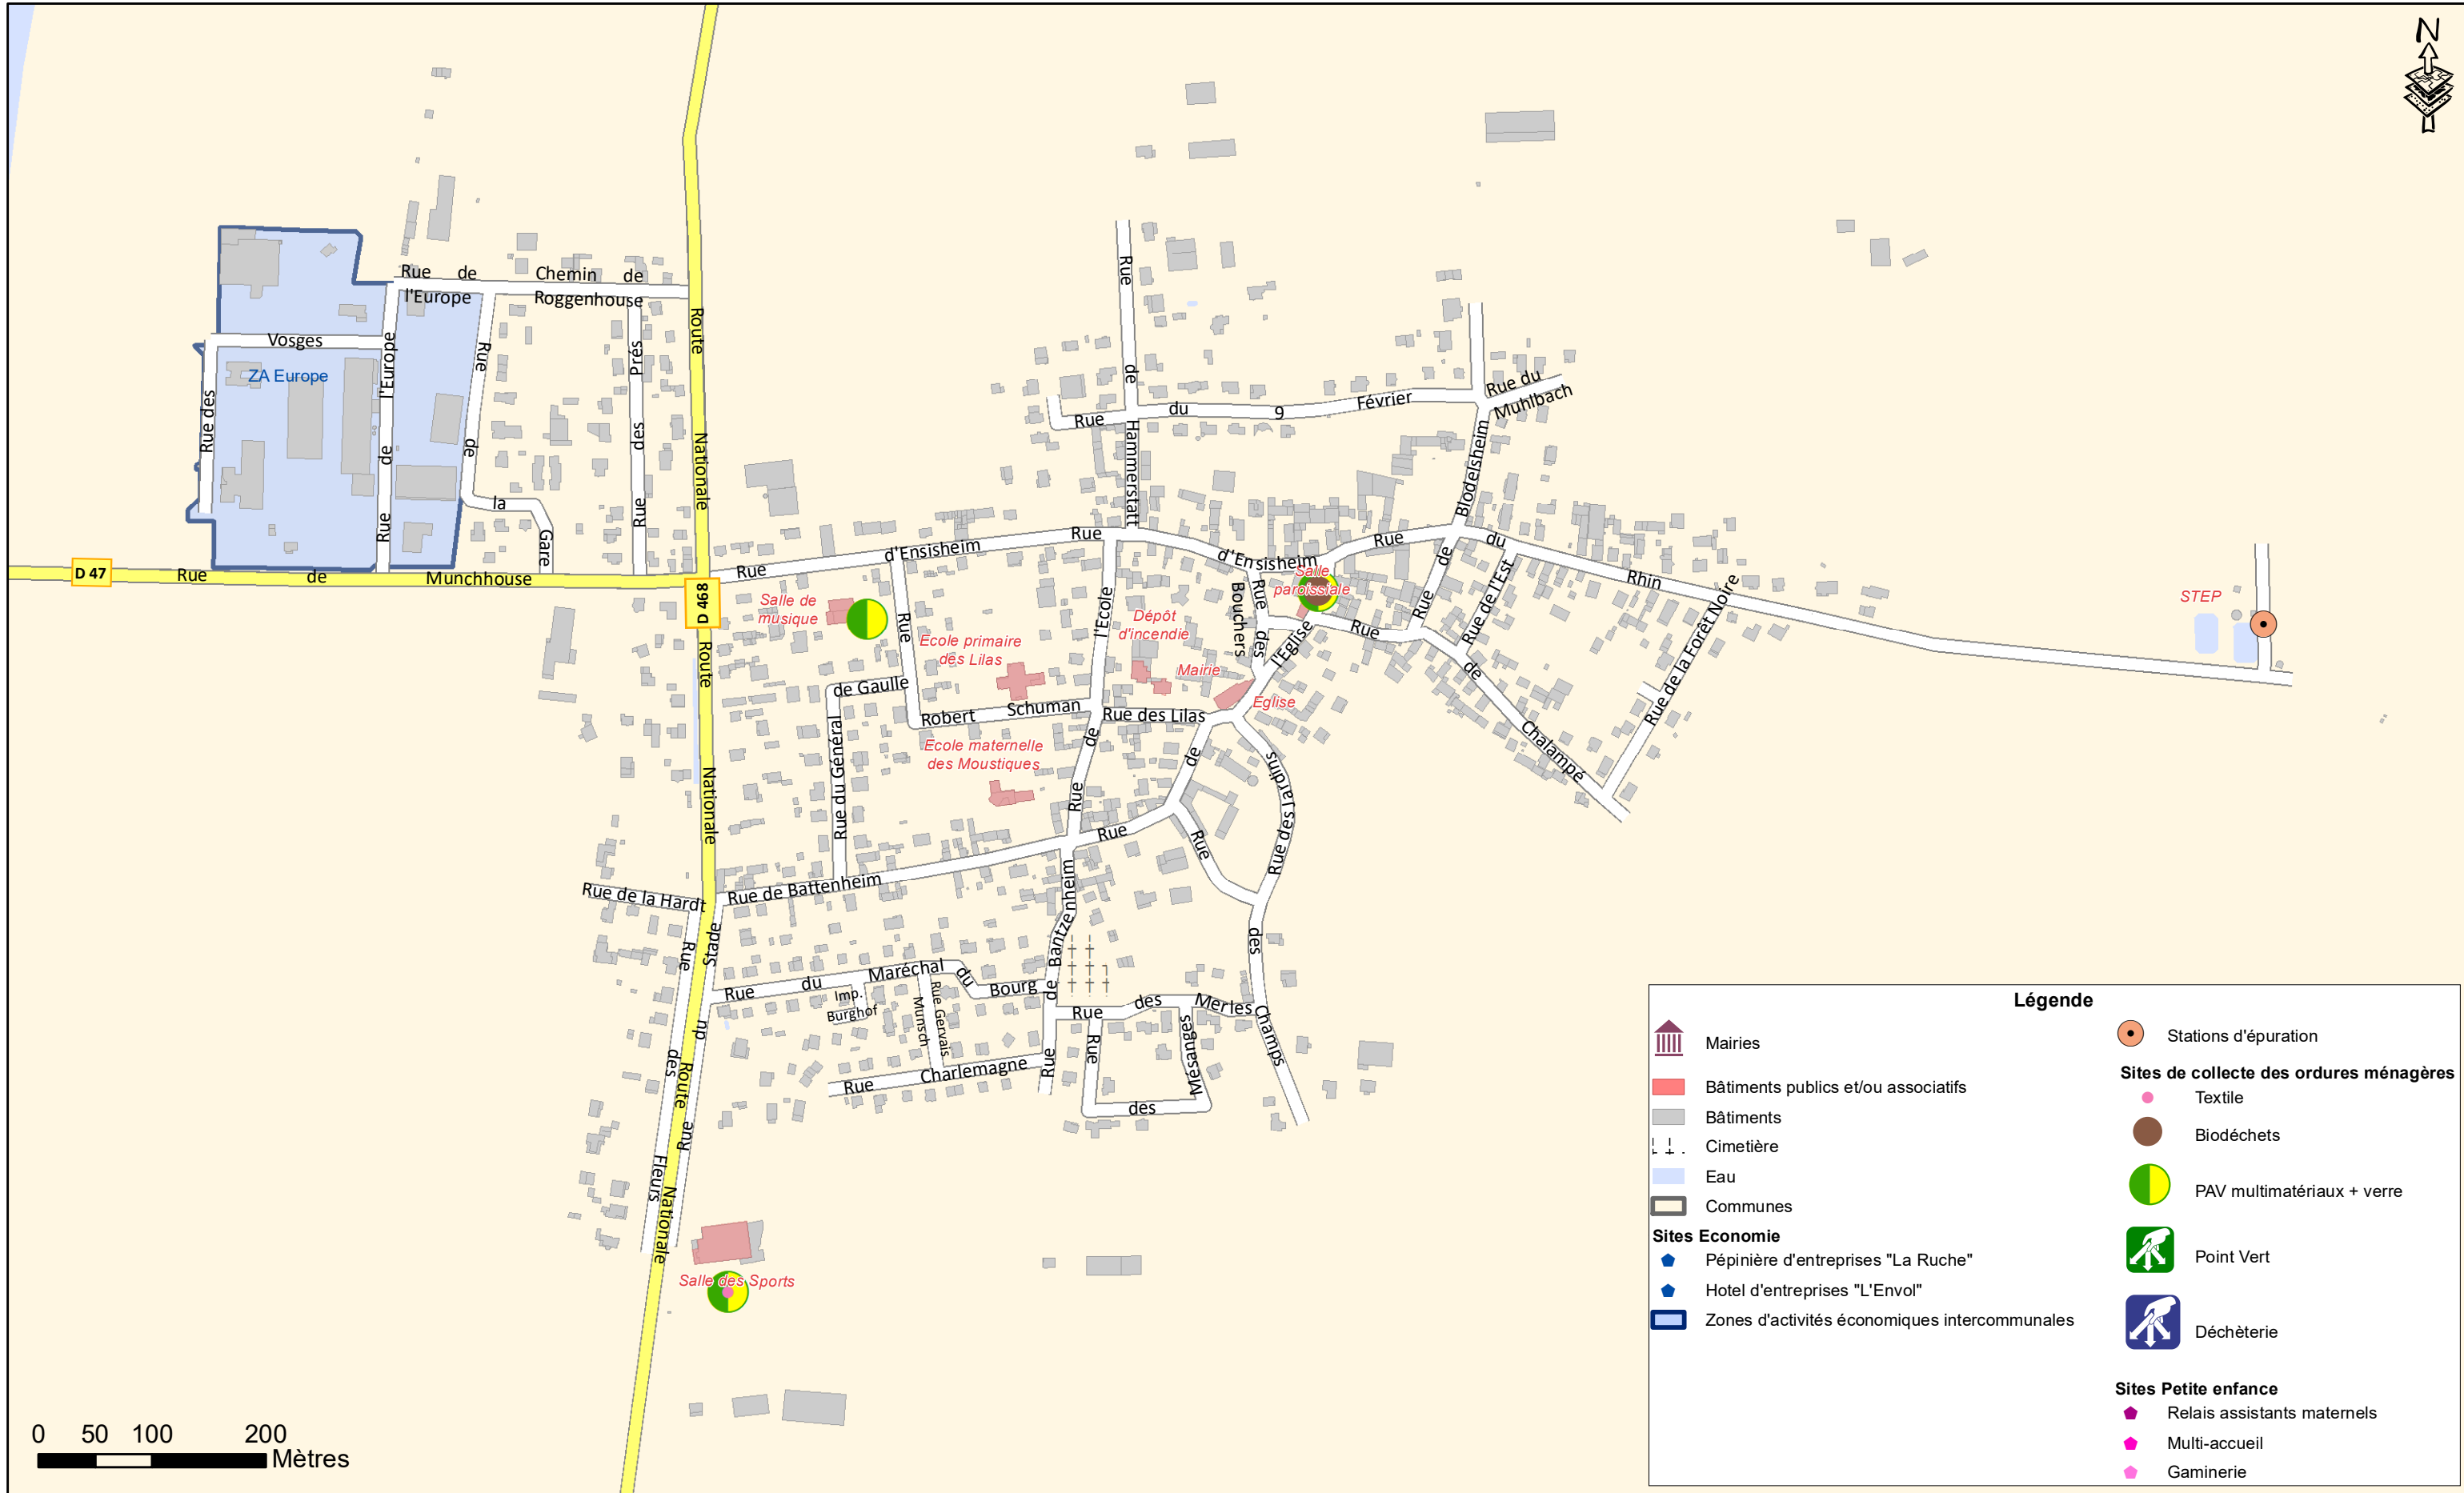 N
Rue de
l'Europe
Chemin de
Roggenhouse
Route
Nationale
Vosges
ZA Europe
Rue des
Rue de l'Europe
Rue de la Gare
Rue des Prés
Rue de Hammerstatt
Rue du 9 Février
Rue du
Muhlbach
Rue de Blodelsheim
D 47
Rue de Munchhouse
D 468
Rue d'Ensisheim
Rue d'Ensisheim
Rue du Rhin
Salle
paroissiale
Salle de
musique
Rue
Ecole primaire
des Lilas
l'Ecole
Dépôt
d'incendie
Rue des
Bouchers
l'Eglise
Rue de Chalampé
Rue de l'Est
Rue de la Forêt Noire
STEP
Mairie
Eglise
de Gaulle
Rue du Général
Robert Schuman
Rue des Lilas
Ecole maternelle
des Moustiques
Rue de
de
Rue des Jardins
Route
Nationale
Rue de la Hardt
Rue de Battenheim
Rue
Rue des Champs
Rue de Bantzenheim
Rue du Stade
Rue des Fleurs
Route Nationale
Rue du Maréchal du Bourg
Imp.
Burghof
Rue Gervais
Munsch
Rue Charlemagne
Rue des Merles
Rue des Mésanges
Salle des Sports
0 50 100 200
Mètres
Légende
Mairies
Bâtiments publics et/ou associatifs
Bâtiments
Cimetière
Eau
Communes
Sites Economie
Pépinière d'entreprises "La Ruche"
Hotel d'entreprises "L'Envol"
Zones d'activités économiques intercommunales
Stations d'épuration
Sites de collecte des ordures ménagères
Textile
Biodéchets
PAV multimatériaux + verre
Point Vert
Déchèterie
Sites Petite enfance
Relais assistants maternels
Multi-accueil
Gaminerie